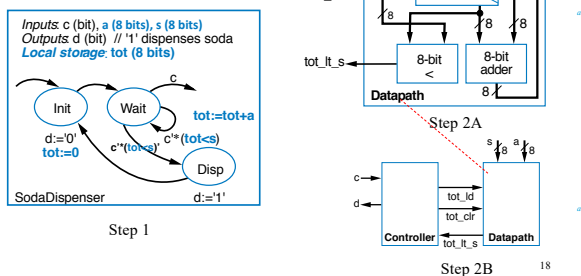 Inputs: c (bit), a (8 bits), s (8 bits)
Outputs: d (bit) // '1' dispenses soda
Local storage: tot (8 bits)
c
Init
Wait
tot:=tot+a
d:='0'
tot:=0
c'*(tot<s)
c'*(tot<s)'
Disp
d:='1'
SodaDispenser
Step 1
8
8
8
tot_lt_s
8-bit
<
8-bit
adder
8
Datapath
Step 2A
s
8
a
8
c
d
tot_ld
tot_clr
tot_lt_s
Controller
Datapath
Step 2B
18
a
a